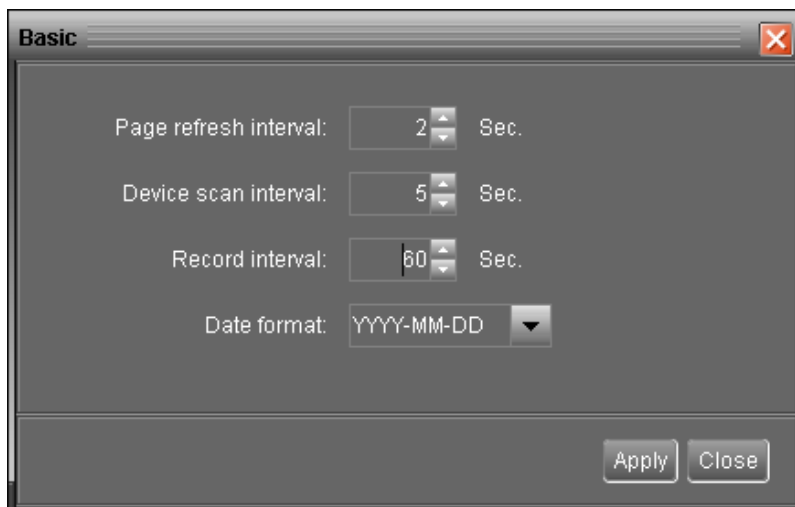 Basic
Page refresh interval: 2 Sec.
Device scan interval: 5 Sec.
Record interval: 60 Sec.
Date format: YYYY-MM-DD
Apply Close